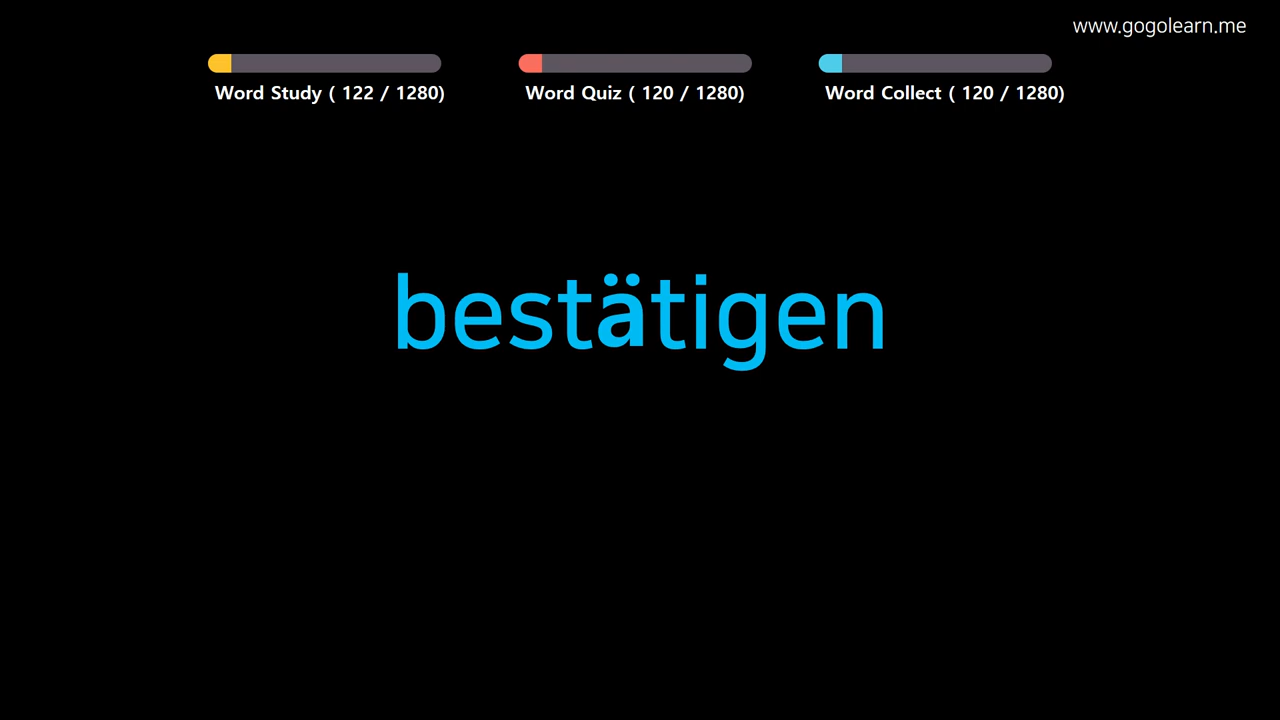 www.gogolearn.me
Word Study ( 122 / 1280)
Word Quiz ( 120 / 1280)
Word Collect ( 120 / 1280)
bestätigen